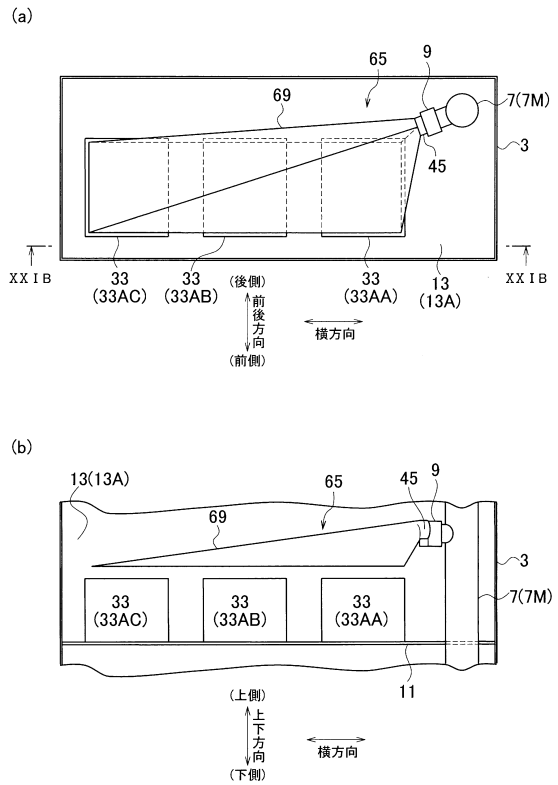 (a)
65
9
7(7M)
69
3
45
XXIB
XXIB
33
(33AC)
33
(33AB)
33
(33AA)
13
(13A)
(後側)
前後方向
(前側)
横方向
(b)
13(13A)
65
45
9
69
3
33
(33AC)
33
(33AB)
33
(33AA)
7(7M)
11
(上側)
上下方向
(下側)
横方向